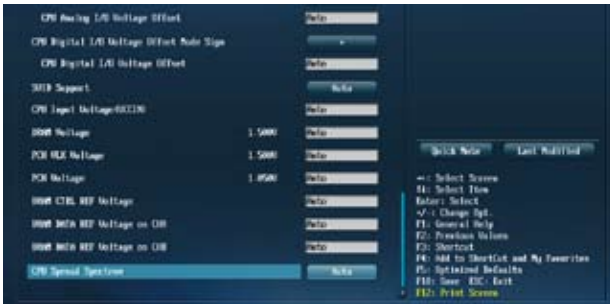 CPU Analog I/O Voltage Offset Auto
CPU Digital I/O Voltage Offset Mode Sign +
CPU Digital I/O Voltage Offset Auto
SVID Support Auto
CPU Input Voltage Auto
DRAM Voltage 1.500V Auto
PCH VLX Voltage 1.500V Auto
PCH Voltage 1.050V Auto
DRAM CTRL REF Voltage Auto
DRAM DATA REF Voltage on CHA Auto
DRAM DATA REF Voltage on CHB Auto
CPU Spread Spectrum Auto
Quick Note Last Modified
→←: Select Screen
↑↓: Select Item
Enter: Select
+/-: Change Opt.
F1: General Help
F2: Previous Values
F3: Shortcut
F4: Add to ShortCut and My Favorites
F5: Optimized Defaults
F10: Save ESC: Exit
F12: Print Screen